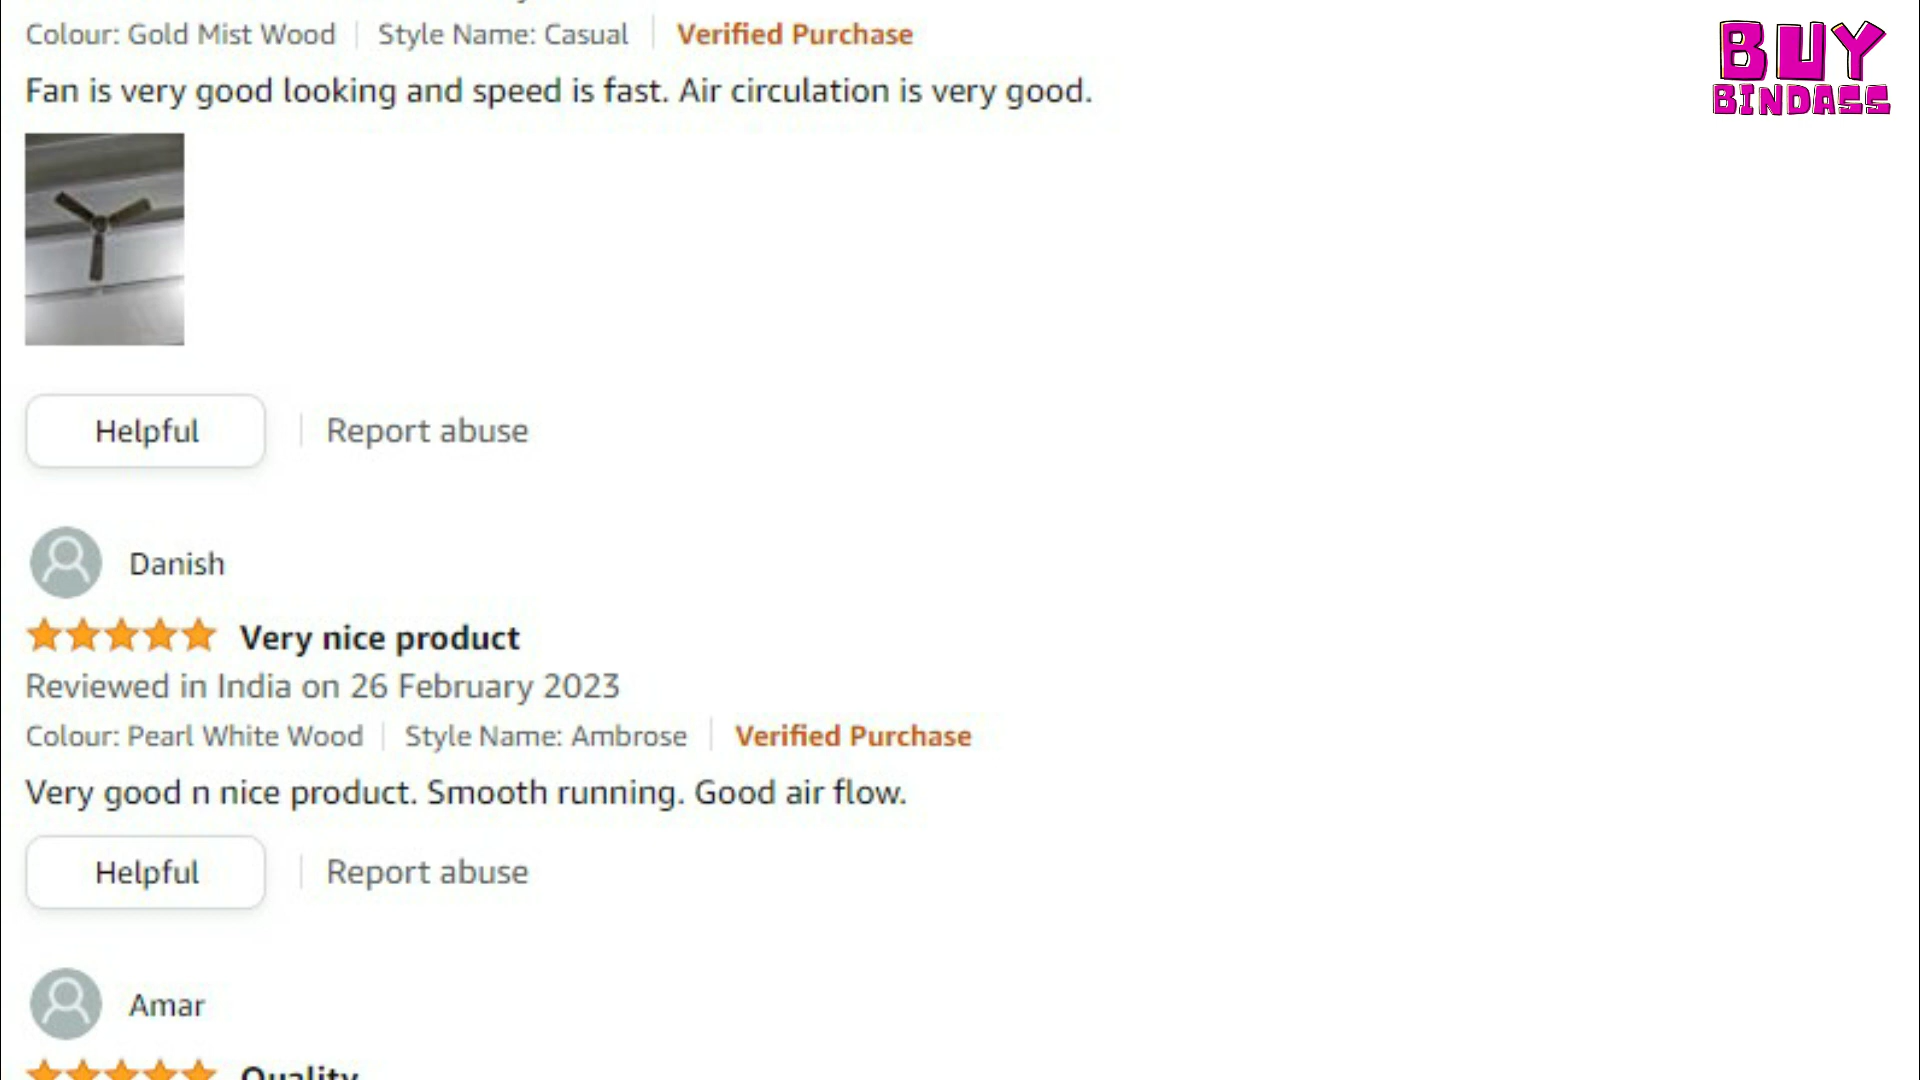 Colour: Gold Mist Wood | Style Name: Casual | Verified Purchase
BUY
BINDASS
Fan is very good looking and speed is fast. Air circulation is very good.
Helpful | Report abuse
Danish
Very nice product
Reviewed in India on 26 February 2023
Colour: Pearl White Wood | Style Name: Ambrose | Verified Purchase
Very good n nice product. Smooth running. Good air flow.
Helpful | Report abuse
Amar
Quality